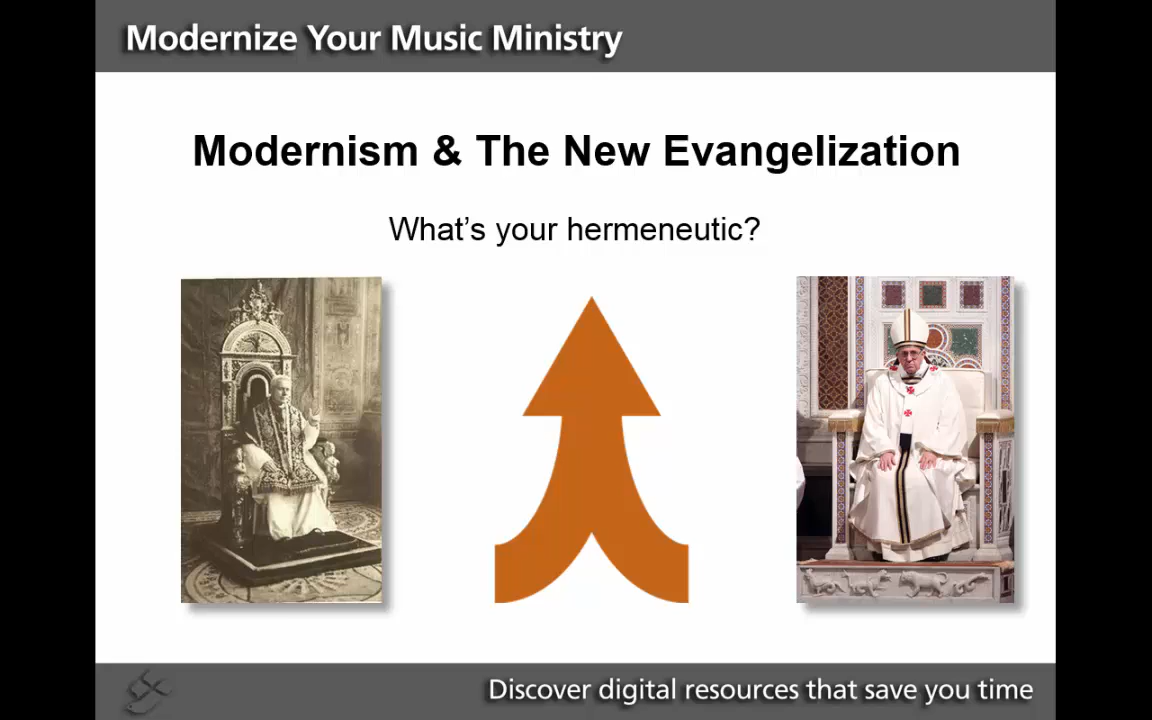 Modernize Your Music Ministry
Modernism & The New Evangelization
What's your hermeneutic?
Discover digital resources that save you time